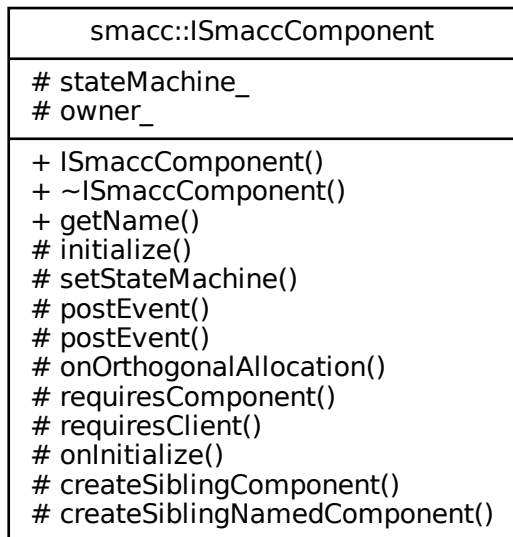 smacc::ISmaccComponent
# stateMachine_
# owner_
+ ISmaccComponent()
+ ~ISmaccComponent()
+ getName()
# initialize()
# setStateMachine()
# postEvent()
# postEvent()
# onOrthogonalAllocation()
# requiresComponent()
# requiresClient()
# onInitialize()
# createSiblingComponent()
# createSiblingNamedComponent()